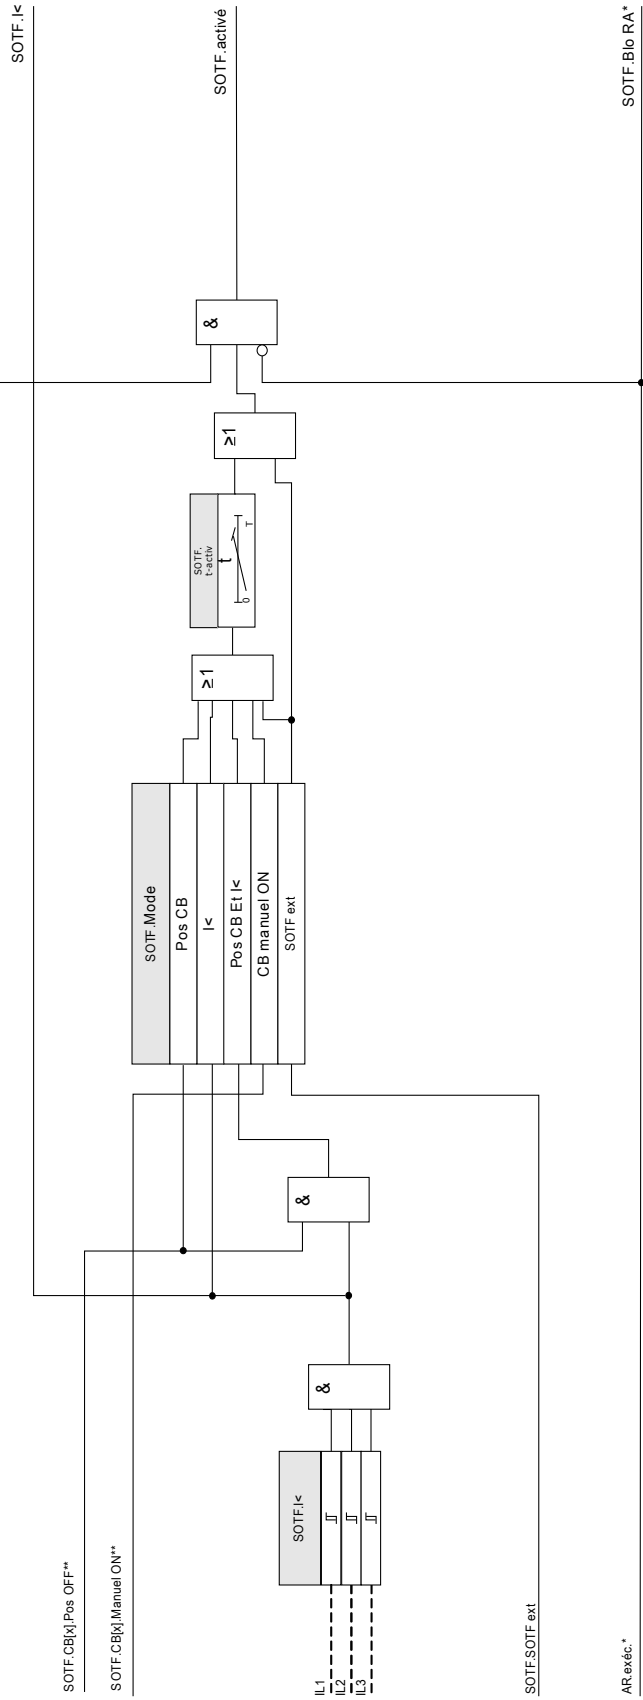 SOTF.CB[x].Pos OFF**
SOTF.CB[x].Manuel ON**
IL1
IL2
IL3
SOTF.I<
&
&
SOTF.SOTF ext
AR.exéc.*
SOTF.Mode
Pos CB
I<
Pos CB Et I<
CB manuel ON
SOTF ext
≥1
SOTF.
t-activ
t
0
T
≥1
&
SOTF.I<
SOTF.activé
SOTF.Blo RA*